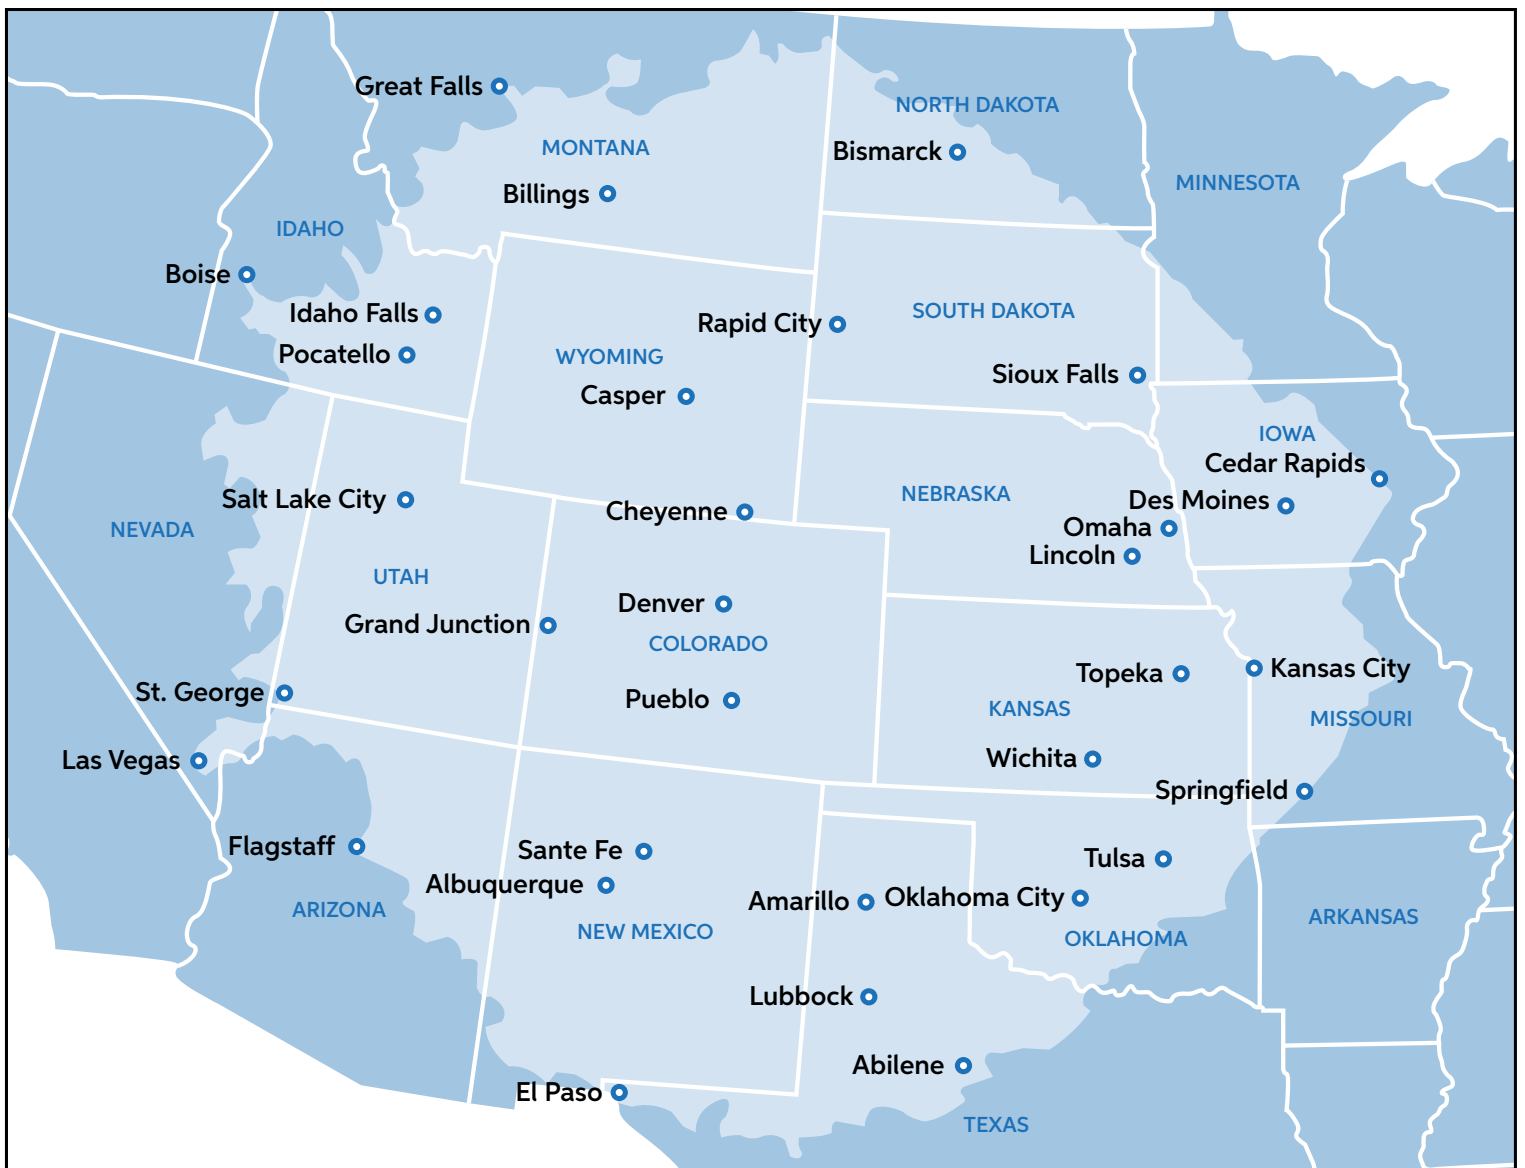 Great Falls
NORTH DAKOTA
MONTANA
Bismarck
MINNESOTA
Billings
IDAHO
Boise
Idaho Falls
SOUTH DAKOTA
Rapid City
Pocatello
WYOMING
Sioux Falls
Casper
IOWA
Cedar Rapids
NEBRASKA
Salt Lake City
Des Moines
Cheyenne
NEVADA
Omaha
Lincoln
UTAH
Denver
Grand Junction
COLORADO
Topeka
Kansas City
St. George
Pueblo
KANSAS
MISSOURI
Las Vegas
Wichita
Springfield
Flagstaff
Sante Fe
Tulsa
Albuquerque
Amarillo
Oklahoma City
ARIZONA
ARKANSAS
NEW MEXICO
OKLAHOMA
Lubbock
Abilene
El Paso
TEXAS